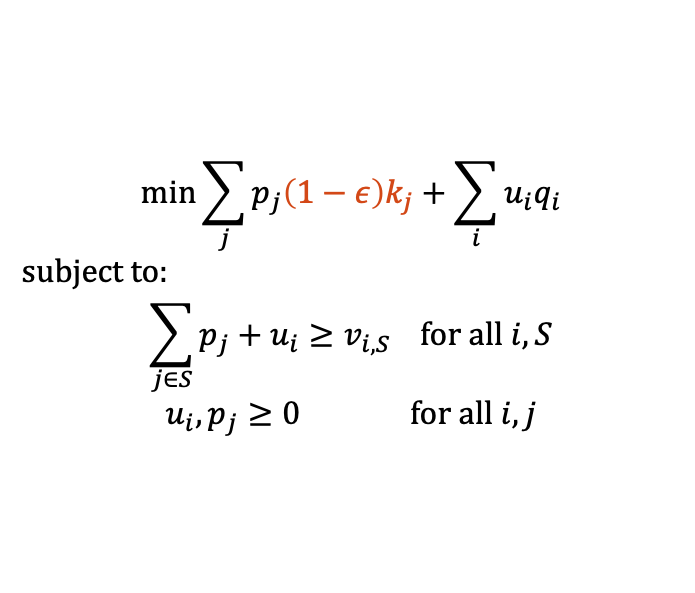 min ∑_j p_j(1 − ϵ)k_j + ∑_i u_i q_i
subject to:
∑_{j∈S} p_j + u_i ≥ v_{i,S} for all i, S
u_i, p_j ≥ 0 for all i, j